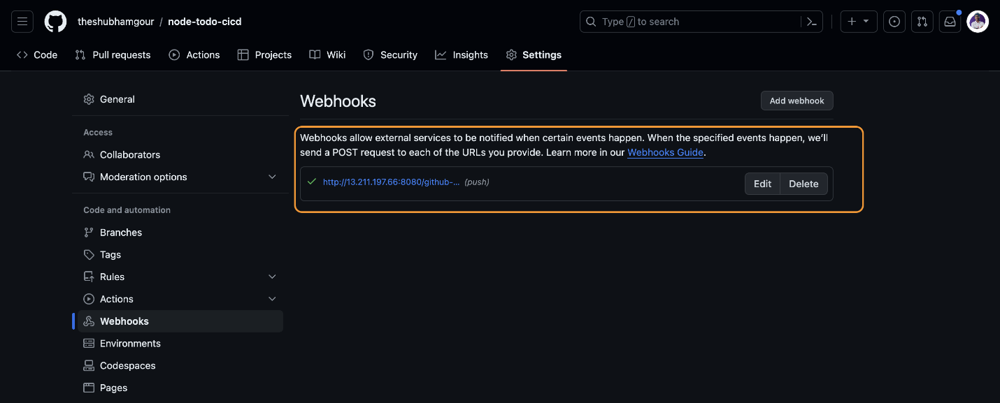 theshubhamgour / node-todo-cicd
Type / to search
Code
Pull requests
Actions
Projects
Wiki
Security
Insights
Settings
General
Access
Collaborators
Moderation options
Code and automation
Branches
Tags
Rules
Actions
Webhooks
Environments
Codespaces
Pages
Webhooks
Add webhook
Webhooks allow external services to be notified when certain events happen. When the specified events happen, we'll
send a POST request to each of the URLs you provide. Learn more in our Webhooks Guide.
http://13.211.197.66:8080/github-... (push)
Edit
Delete